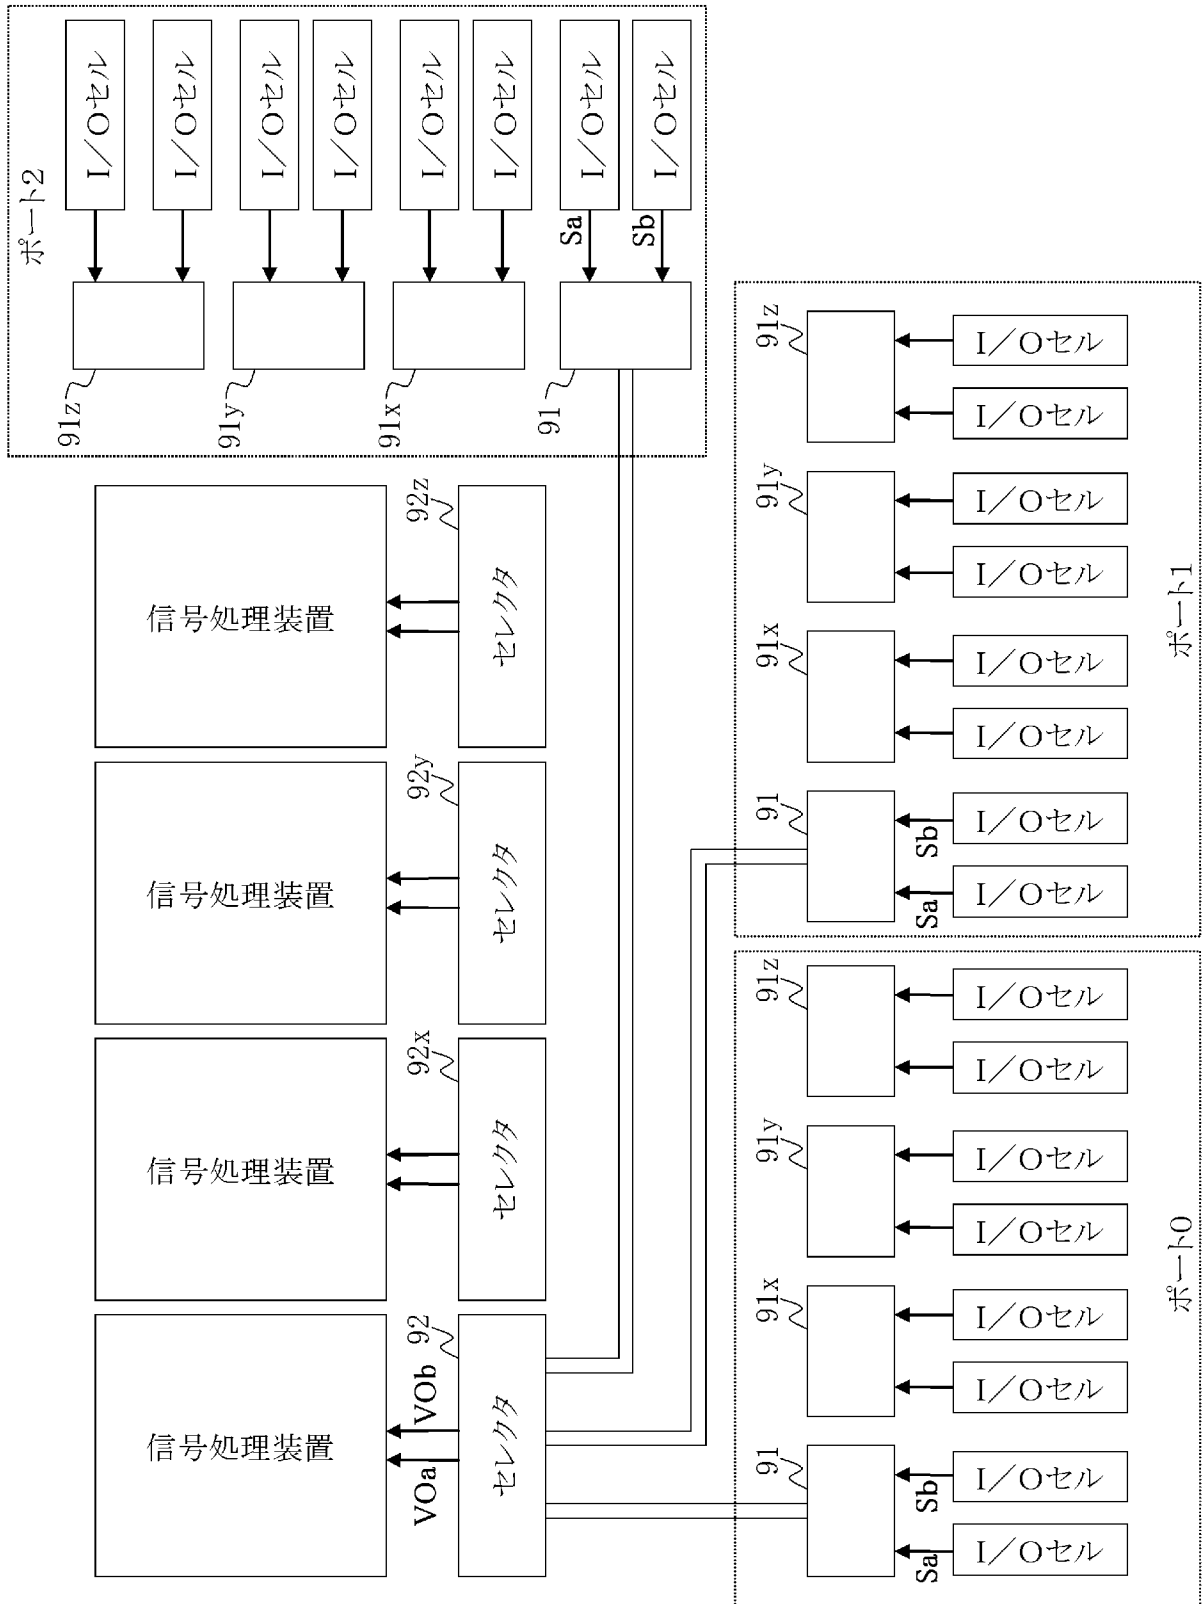 ポート2
I/Oセル
I/Oセル
I/Oセル
I/Oセル
I/Oセル
I/Oセル
I/Oセル
I/Oセル
Sa
Sb
91z
91y
91x
91
信号処理装置
92z
セレクタ
信号処理装置
92y
セレクタ
信号処理装置
92x
セレクタ
信号処理装置
VOa
VOb
92
セレクタ
91z
I/Oセル
I/Oセル
91y
I/Oセル
I/Oセル
91x
I/Oセル
I/Oセル
91
Sb
I/Oセル
Sa
I/Oセル
ポート1
91z
I/Oセル
I/Oセル
91y
I/Oセル
I/Oセル
91x
I/Oセル
I/Oセル
91
Sb
I/Oセル
Sa
I/Oセル
ポート0